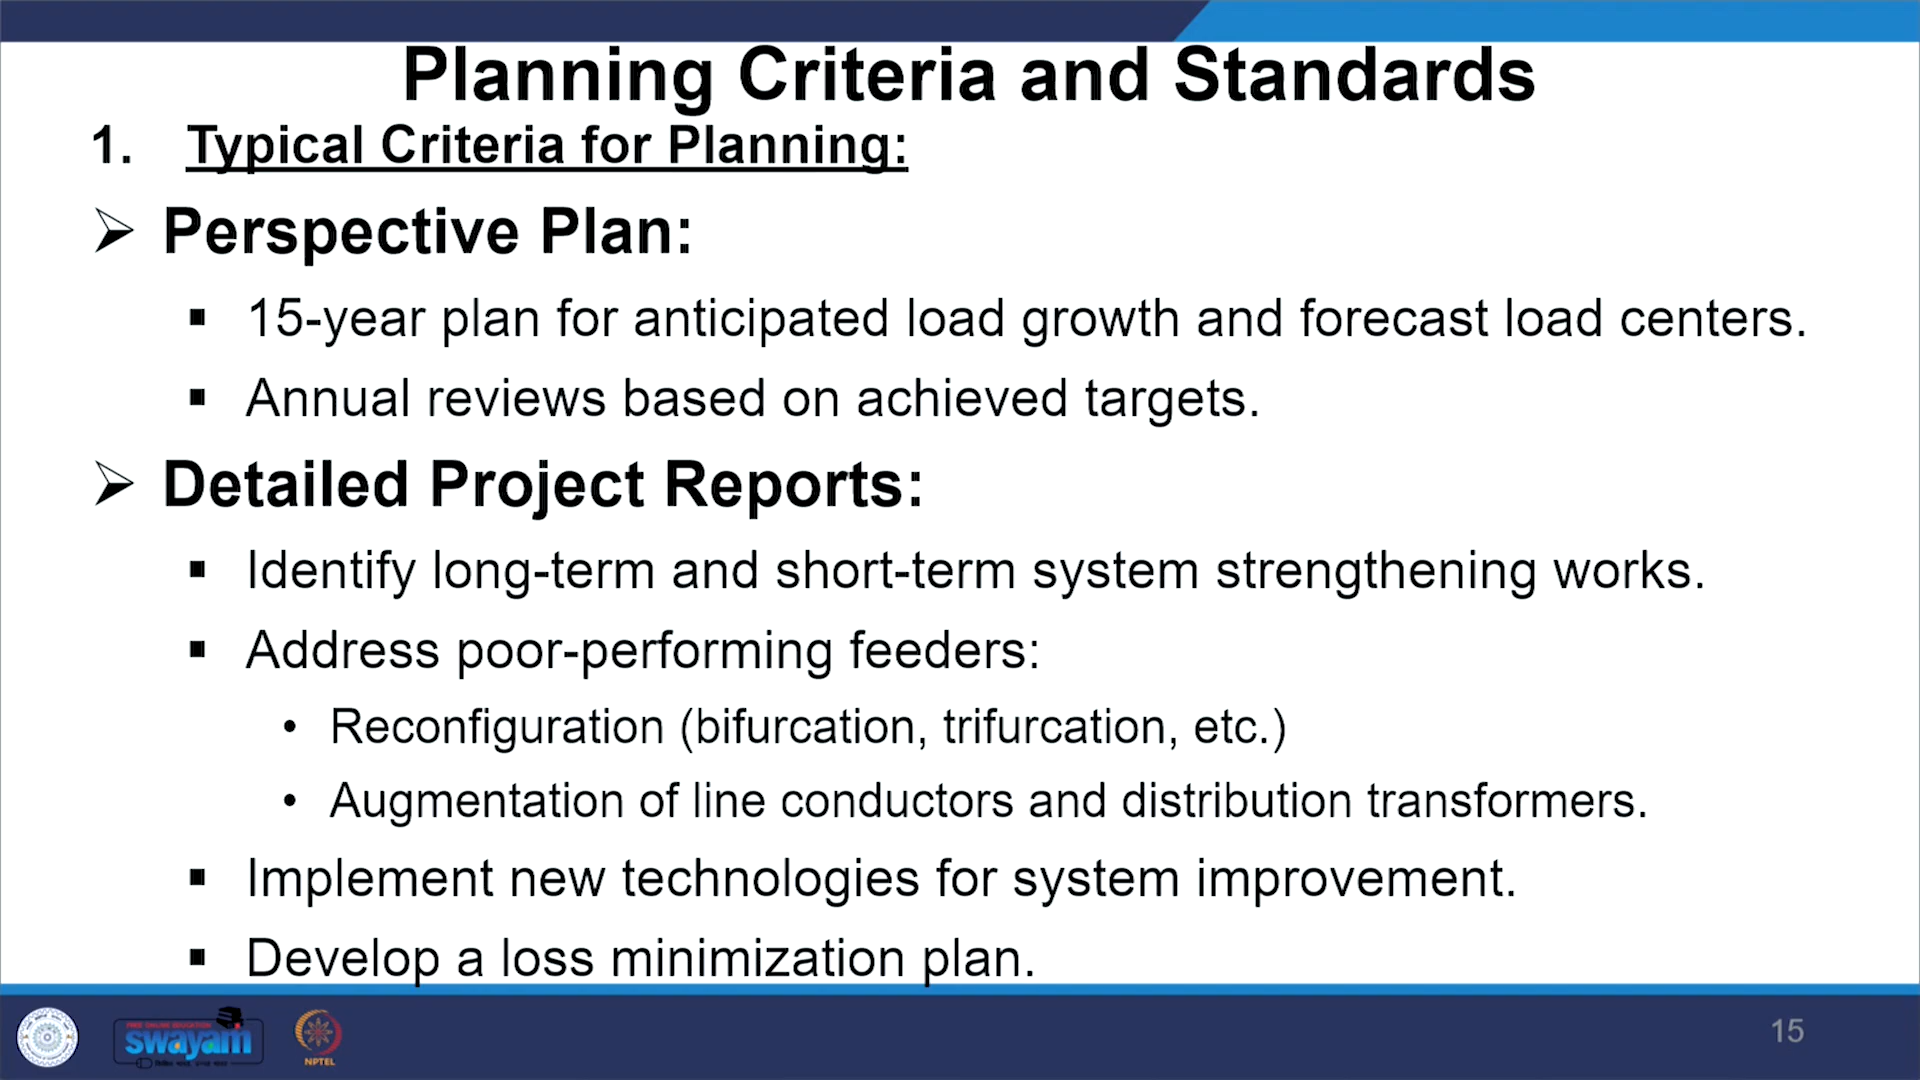 Planning Criteria and Standards
1. Typical Criteria for Planning:
Perspective Plan:
15-year plan for anticipated load growth and forecast load centers.
Annual reviews based on achieved targets.
Detailed Project Reports:
Identify long-term and short-term system strengthening works.
Address poor-performing feeders:
Reconfiguration (bifurcation, trifurcation, etc.)
Augmentation of line conductors and distribution transformers.
Implement new technologies for system improvement.
Develop a loss minimization plan.
FREE ONLINE EDUCATION
swayam
NPTEL
15